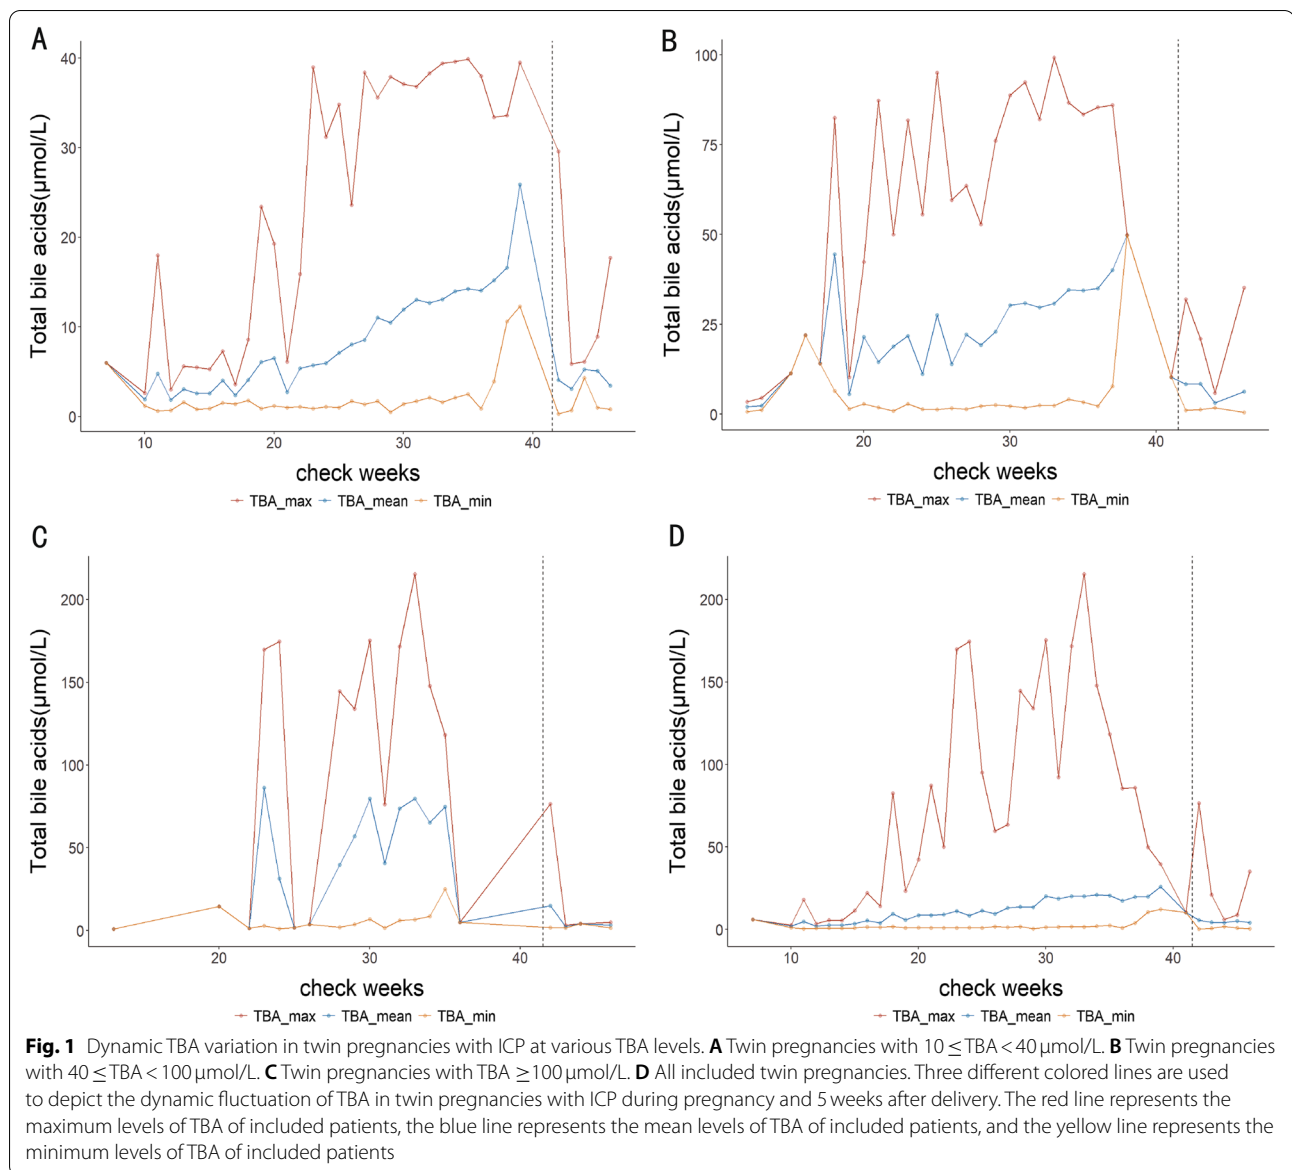 A
Total bile acids(μmol/L)
40
30
20
10
0
10 20 30 40
check weeks
TBA_max TBA_mean TBA_min
B
Total bile acids(μmol/L)
100
75
50
25
0
20 30 40
check weeks
TBA_max TBA_mean TBA_min
C
Total bile acids(μmol/L)
200
150
100
50
0
20 30 40
check weeks
TBA_max TBA_mean TBA_min
D
Total bile acids(μmol/L)
200
150
100
50
0
10 20 30 40
check weeks
TBA_max TBA_mean TBA_min
Fig. 1 Dynamic TBA variation in twin pregnancies with ICP at various TBA levels. A Twin pregnancies with 10 ≤ TBA < 40 μmol/L. B Twin pregnancies
with 40 ≤ TBA < 100 μmol/L. C Twin pregnancies with TBA ≥100 μmol/L. D All included twin pregnancies. Three different colored lines are used
to depict the dynamic fluctuation of TBA in twin pregnancies with ICP during pregnancy and 5 weeks after delivery. The red line represents the
maximum levels of TBA of included patients, the blue line represents the mean levels of TBA of included patients, and the yellow line represents the
minimum levels of TBA of included patients